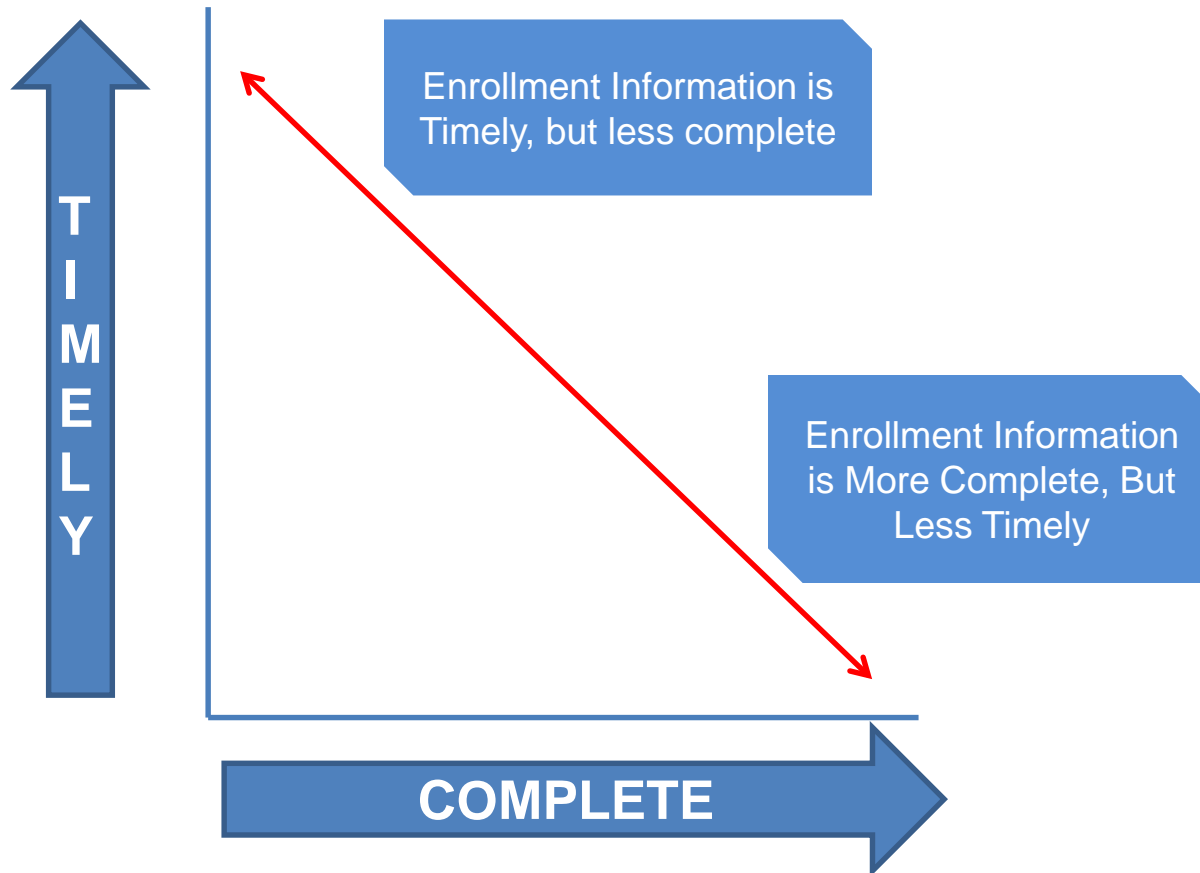 Enrollment Information is
Timely, but less complete
T
I
M
E
L
Y
Enrollment Information
is More Complete, But
Less Timely
COMPLETE